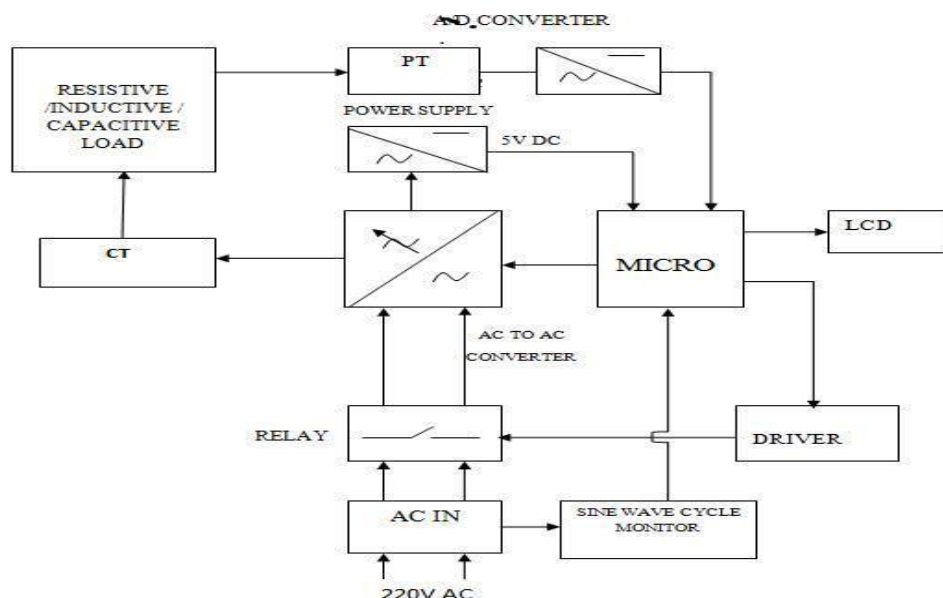 A/D CONVERTER
PT
RESISTIVE
/INDUCTIVE /
CAPACITIVE
LOAD
POWER SUPPLY
5V DC
CT
MICRO
LCD
AC TO AC
CONVERTER
RELAY
DRIVER
AC IN
SINE WAVE CYCLE
MONITOR
220V AC